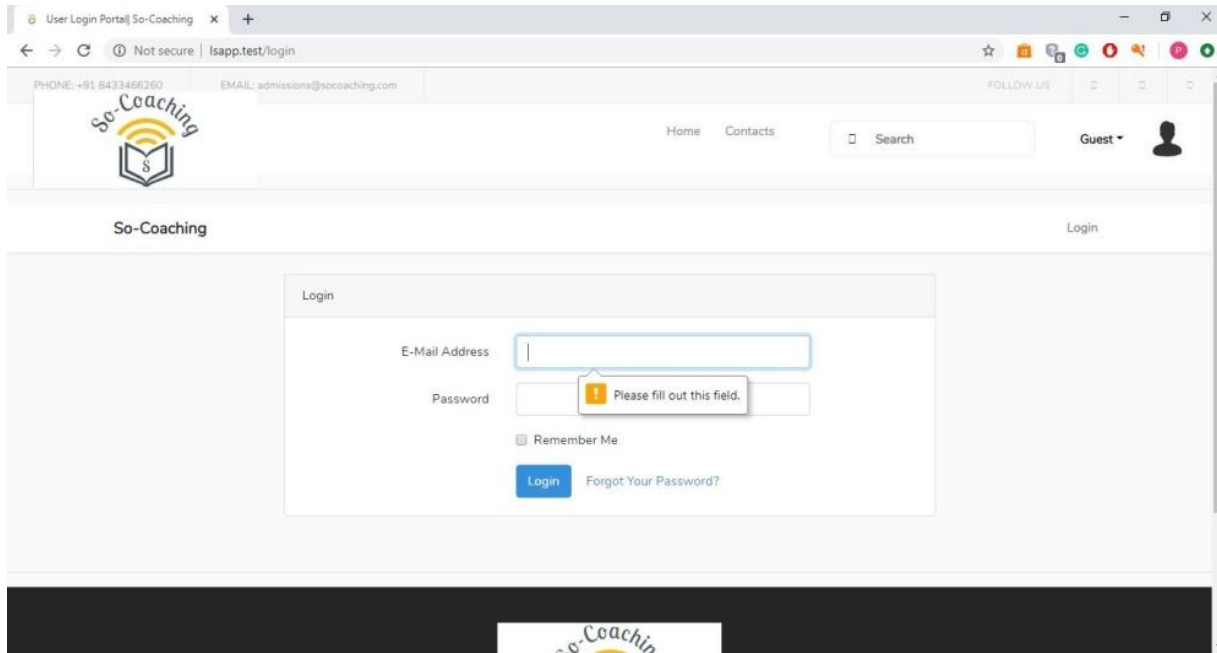 User Login Portal| So-Coaching
Not secure | lsapp.test/login
PHONE: +91 8433466260 EMAIL: admissions@socoaching.com FOLLOW US
So-Coaching
S
Home Contacts Search Guest
So-Coaching Login
Login
E-Mail Address
Please fill out this field.
Password
Remember Me
Login Forgot Your Password?
So-Coaching